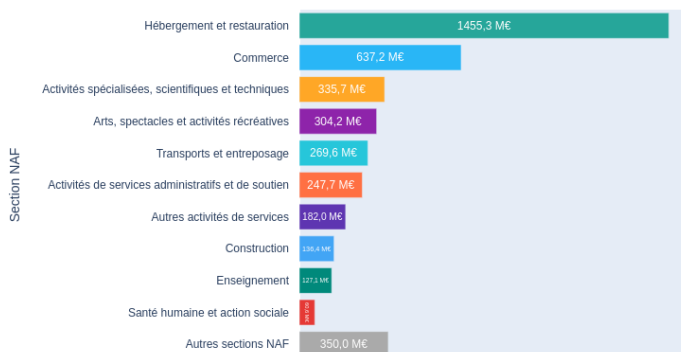 Hébergement et restauration
1455,3 M€
Commerce
637,2 M€
Activités spécialisées, scientifiques et techniques
335,7 M€
Arts, spectacles et activités récréatives
304,2 M€
Transports et entreposage
269,6 M€
Section NAF
Activités de services administratifs et de soutien
247,7 M€
Autres activités de services
182,0 M€
Construction
Enseignement
127,1 M€
Santé humaine et action sociale
Autres sections NAF
350,0 M€